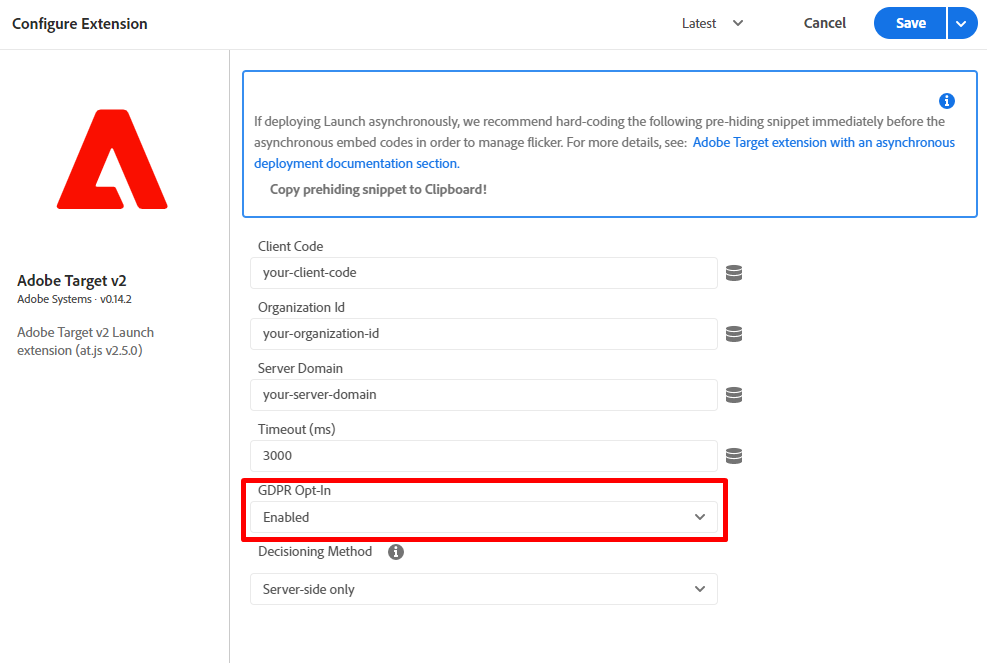 Configure Extension
Latest
Cancel
Save
If deploying Launch asynchronously, we recommend hard-coding the following pre-hiding snippet immediately before the
asynchronous embed codes in order to manage flicker. For more details, see: Adobe Target extension with an asynchronous
deployment documentation section.
Copy prehiding snippet to Clipboard!
Adobe Target v2
Adobe Systems · v0.14.2
Adobe Target v2 Launch
extension (at.js v2.5.0)
Client Code
your-client-code
Organization Id
your-organization-id
Server Domain
your-server-domain
Timeout (ms)
3000
GDPR Opt-In
Enabled
Decisioning Method
Server-side only